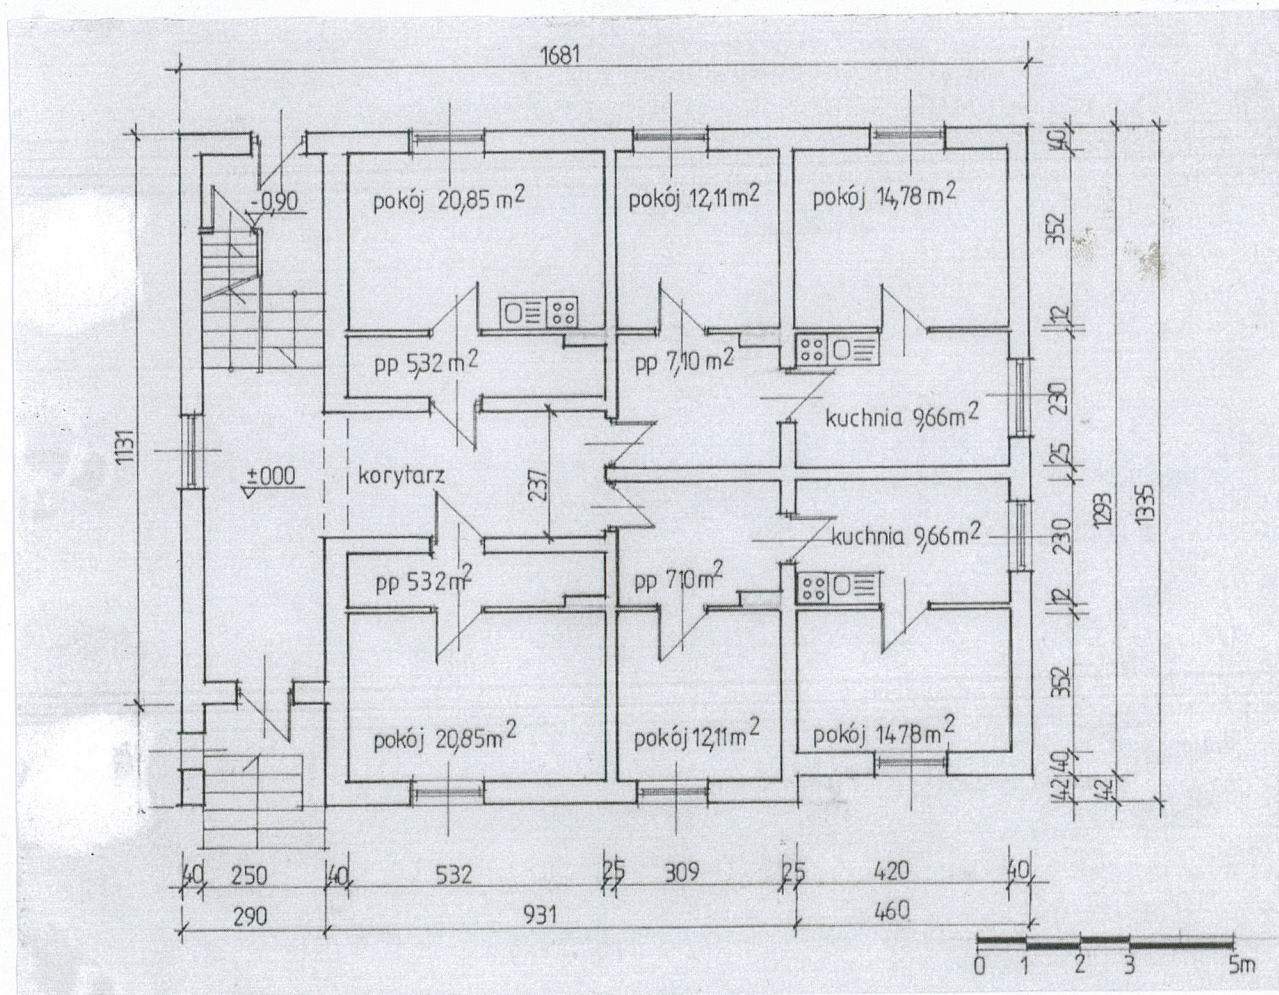 1681
-0,90
pokój 20,85 m2
pokój 12,11 m2
pokój 14,78 m2
40
352
12
pp 5,32 m2
pp 7,10 m2
kuchnia 9,66m2
230
25
1131
±000
korytarz
237
1293
1335
kuchnia 9,66m2
230
pp 532m2
pp 710m2
12
352
pokój 20,85m2
pokój 12,11m2
pokój 1478m2
40
42
42
40
250
40
532
25
309
25
420
40
290
931
460
0 1 2 3 5m